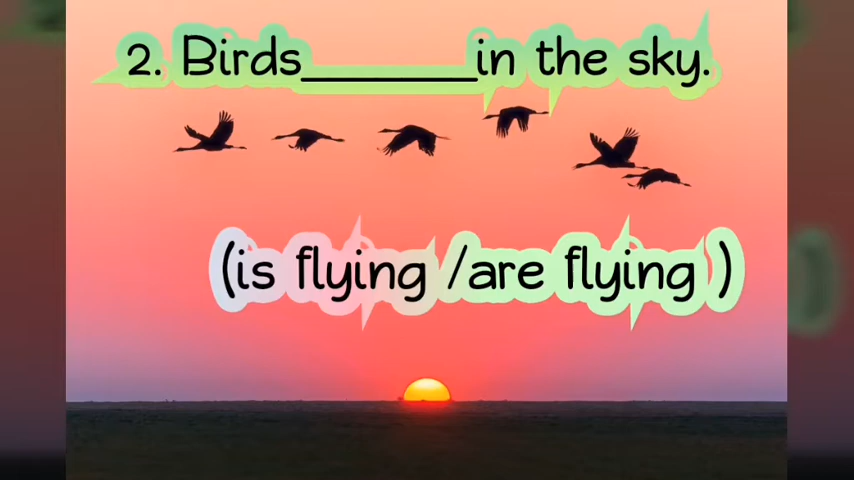 2. Birds________in the sky.
(is flying /are flying )